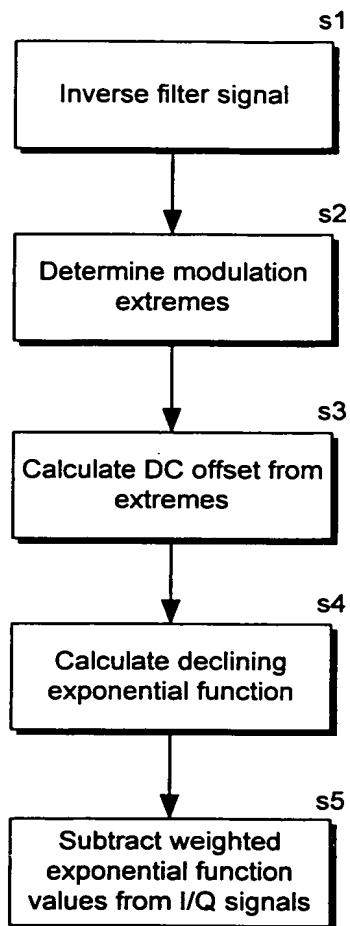 s1
Inverse filter signal
s2
Determine modulation
extremes
s3
Calculate DC offset from
extremes
s4
Calculate declining
exponential function
s5
Subtract weighted
exponential function
values from I/Q signals